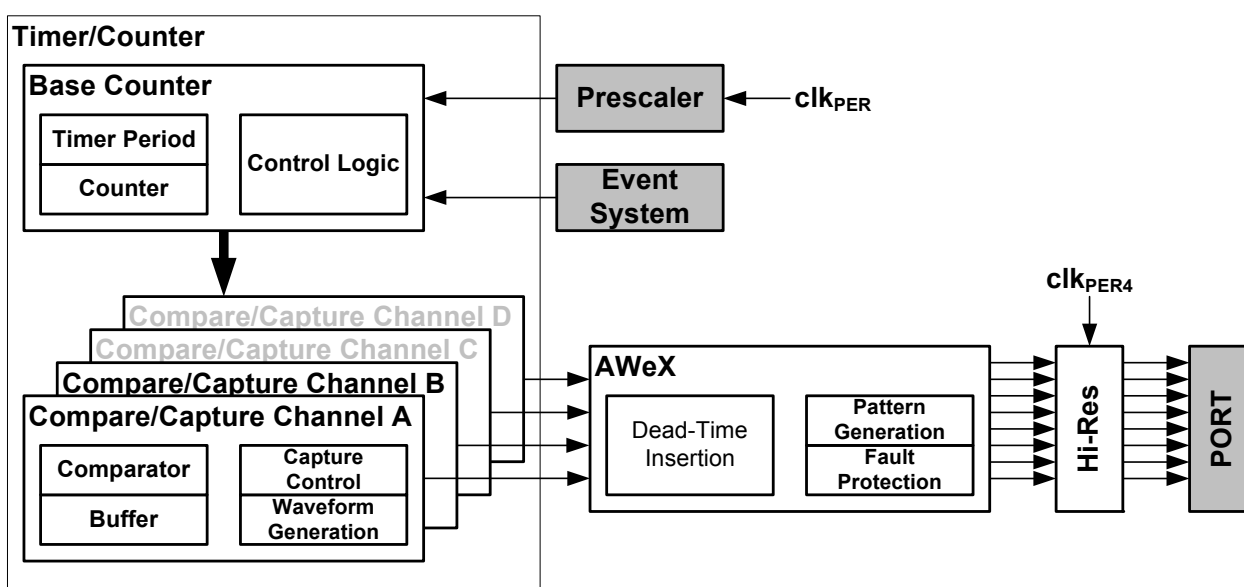 Timer/Counter
Base Counter
Timer Period
Counter
Control Logic
Prescaler
clkPER
Event
System
clkPER4
Compare/Capture Channel D
Compare/Capture Channel C
Compare/Capture Channel B
Compare/Capture Channel A
Comparator
Buffer
Capture
Control
Waveform
Generation
AWeX
Dead-Time
Insertion
Pattern
Generation
Fault
Protection
Hi-Res
PORT